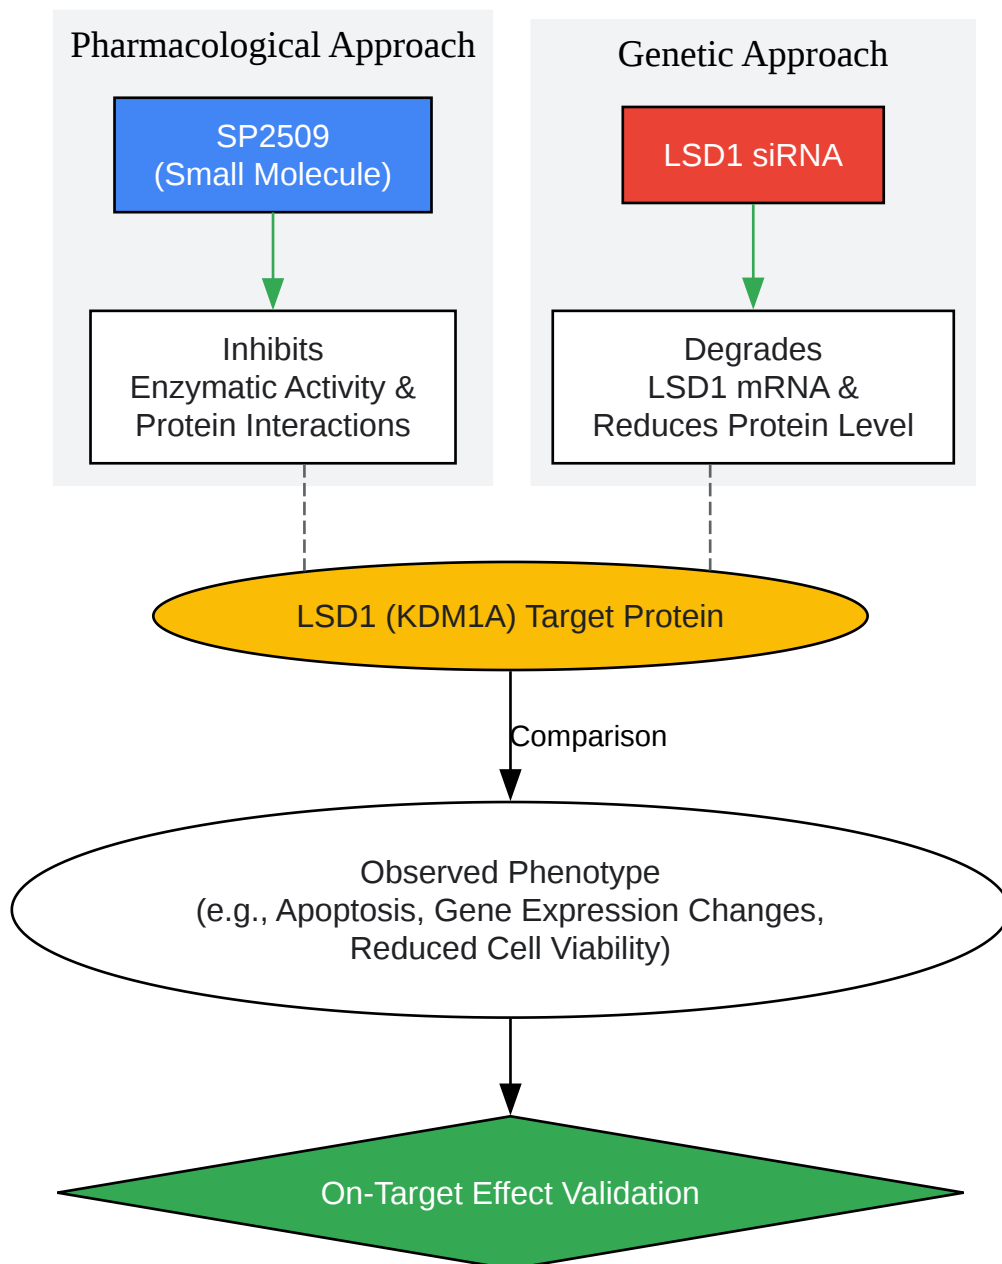 Pharmacological Approach
SP2509
(Small Molecule)
Inhibits
Enzymatic Activity &
Protein Interactions
Genetic Approach
LSD1 siRNA
Degrades
LSD1 mRNA &
Reduces Protein Level
LSD1 (KDM1A) Target Protein
Comparison
Observed Phenotype
(e.g., Apoptosis, Gene Expression Changes,
Reduced Cell Viability)
On-Target Effect Validation